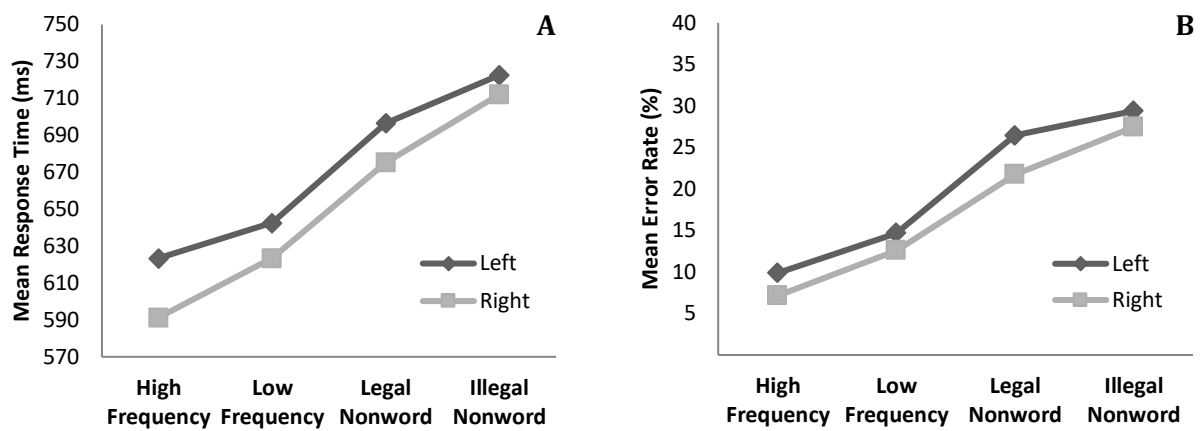 A
Mean Response Time (ms)
750
730
710
690
670
650
630
610
590
570
Left
Right
High Frequency
Low Frequency
Legal Nonword
Illegal Nonword
B
Mean Error Rate (%)
40
35
30
25
20
15
10
5
Left
Right
High Frequency
Low Frequency
Legal Nonword
Illegal Nonword